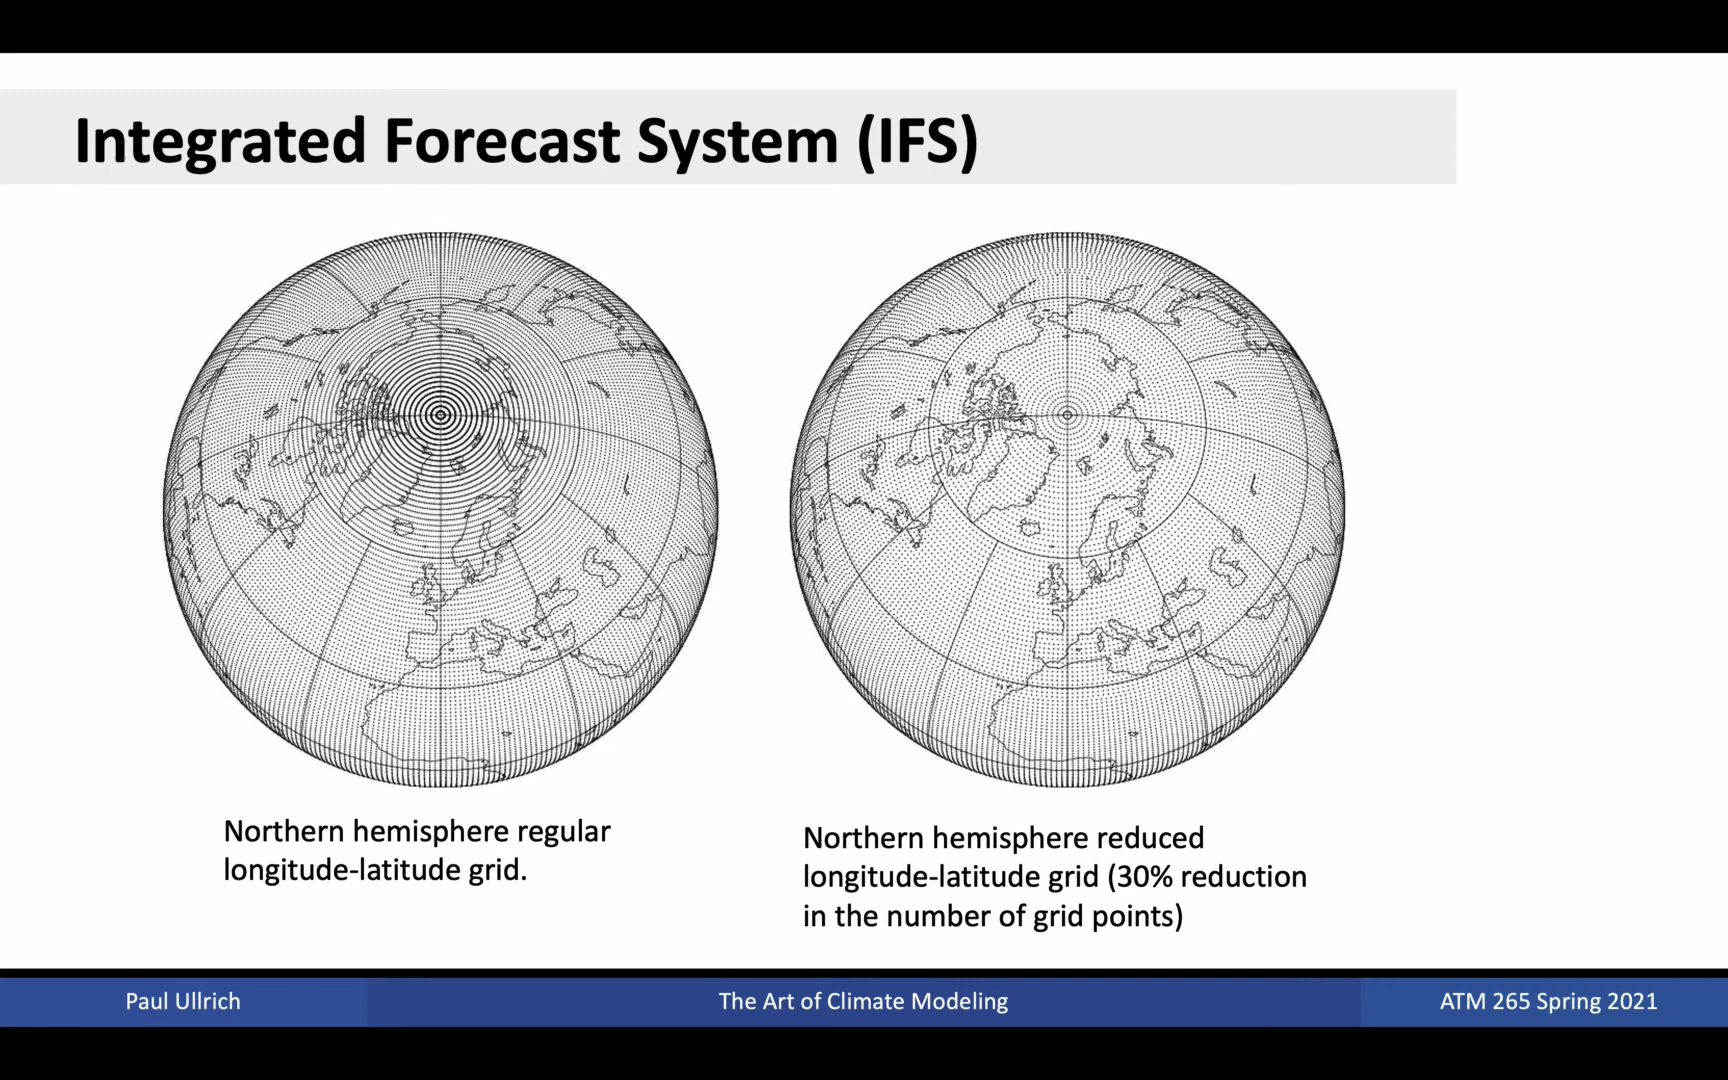 Integrated Forecast System (IFS)
Northern hemisphere regular
longitude-latitude grid.
Northern hemisphere reduced
longitude-latitude grid (30% reduction
in the number of grid points)
Paul Ullrich
The Art of Climate Modeling
ATM 265 Spring 2021